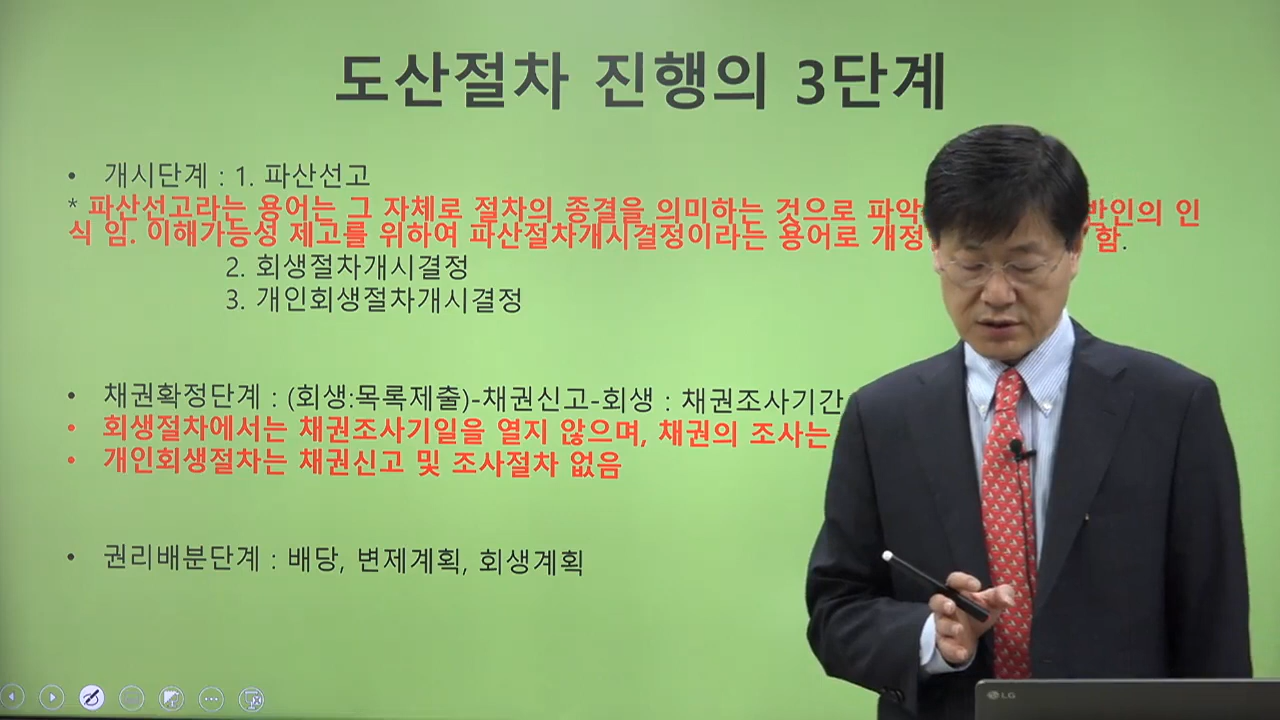 도산절차 진행의 3단계
• 개시단계 : 1. 파산선고
* 파산선고라는 용어는 그 자체로 절차의 종결을 의미하는 것으로 파악 반인의 인
식 임. 이해가능성 제고를 위하여 파산절차개시결정이라는 용어로 개정 함.
2. 회생절차개시결정
3. 개인회생절차개시결정
• 채권확정단계 : (회생:목록제출)-채권신고-회생 : 채권조사기간
• 회생절차에서는 채권조사기일을 열지 않으며, 채권의 조사는
• 개인회생절차는 채권신고 및 조사절차 없음
• 권리배분단계 : 배당, 변제계획, 회생계획
LG